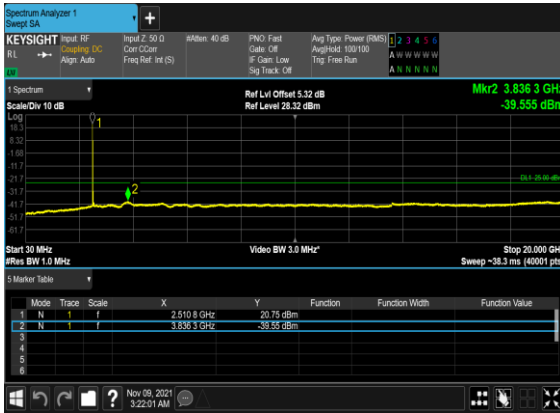 Spectrum Analyzer 1
Swept SA
KEYSIGHT Input: RF Input Z: 50 Ω #Atten: 40 dB PNO: Fast Avg Type: Power (RMS) 1 2 3 4 5 6
RL Coupling: DC Corr CCorr Gate: Off Avg|Hold: 100/100 A W W W W W
Align: Auto Freq Ref: Int (S) IF Gain: Low Trig: Free Run
Sig Track: Off A N N N N N
1 Spectrum Ref Lvl Offset 5.32 dB Mkr2 3.836 3 GHz
Scale/Div 10 dB Ref Level 28.32 dBm -39.555 dBm
Log
18.3
8.32
-1.68
-11.7
-21.7
DL1 -25.00 dBm
-31.7
-41.7
-51.7
-61.7
1
2
Start 30 MHz Video BW 3.0 MHz* Stop 20.000 GHz
#Res BW 1.0 MHz Sweep ~38.3 ms (40001 pts)
5 Marker Table
Mode Trace Scale X Y Function Function Width Function Value
1 N 1 f 2.510 8 GHz 20.75 dBm
2 N 1 f 3.836 3 GHz -39.55 dBm
3
4
5
6
? Nov 09, 2021
3:22:01 AM